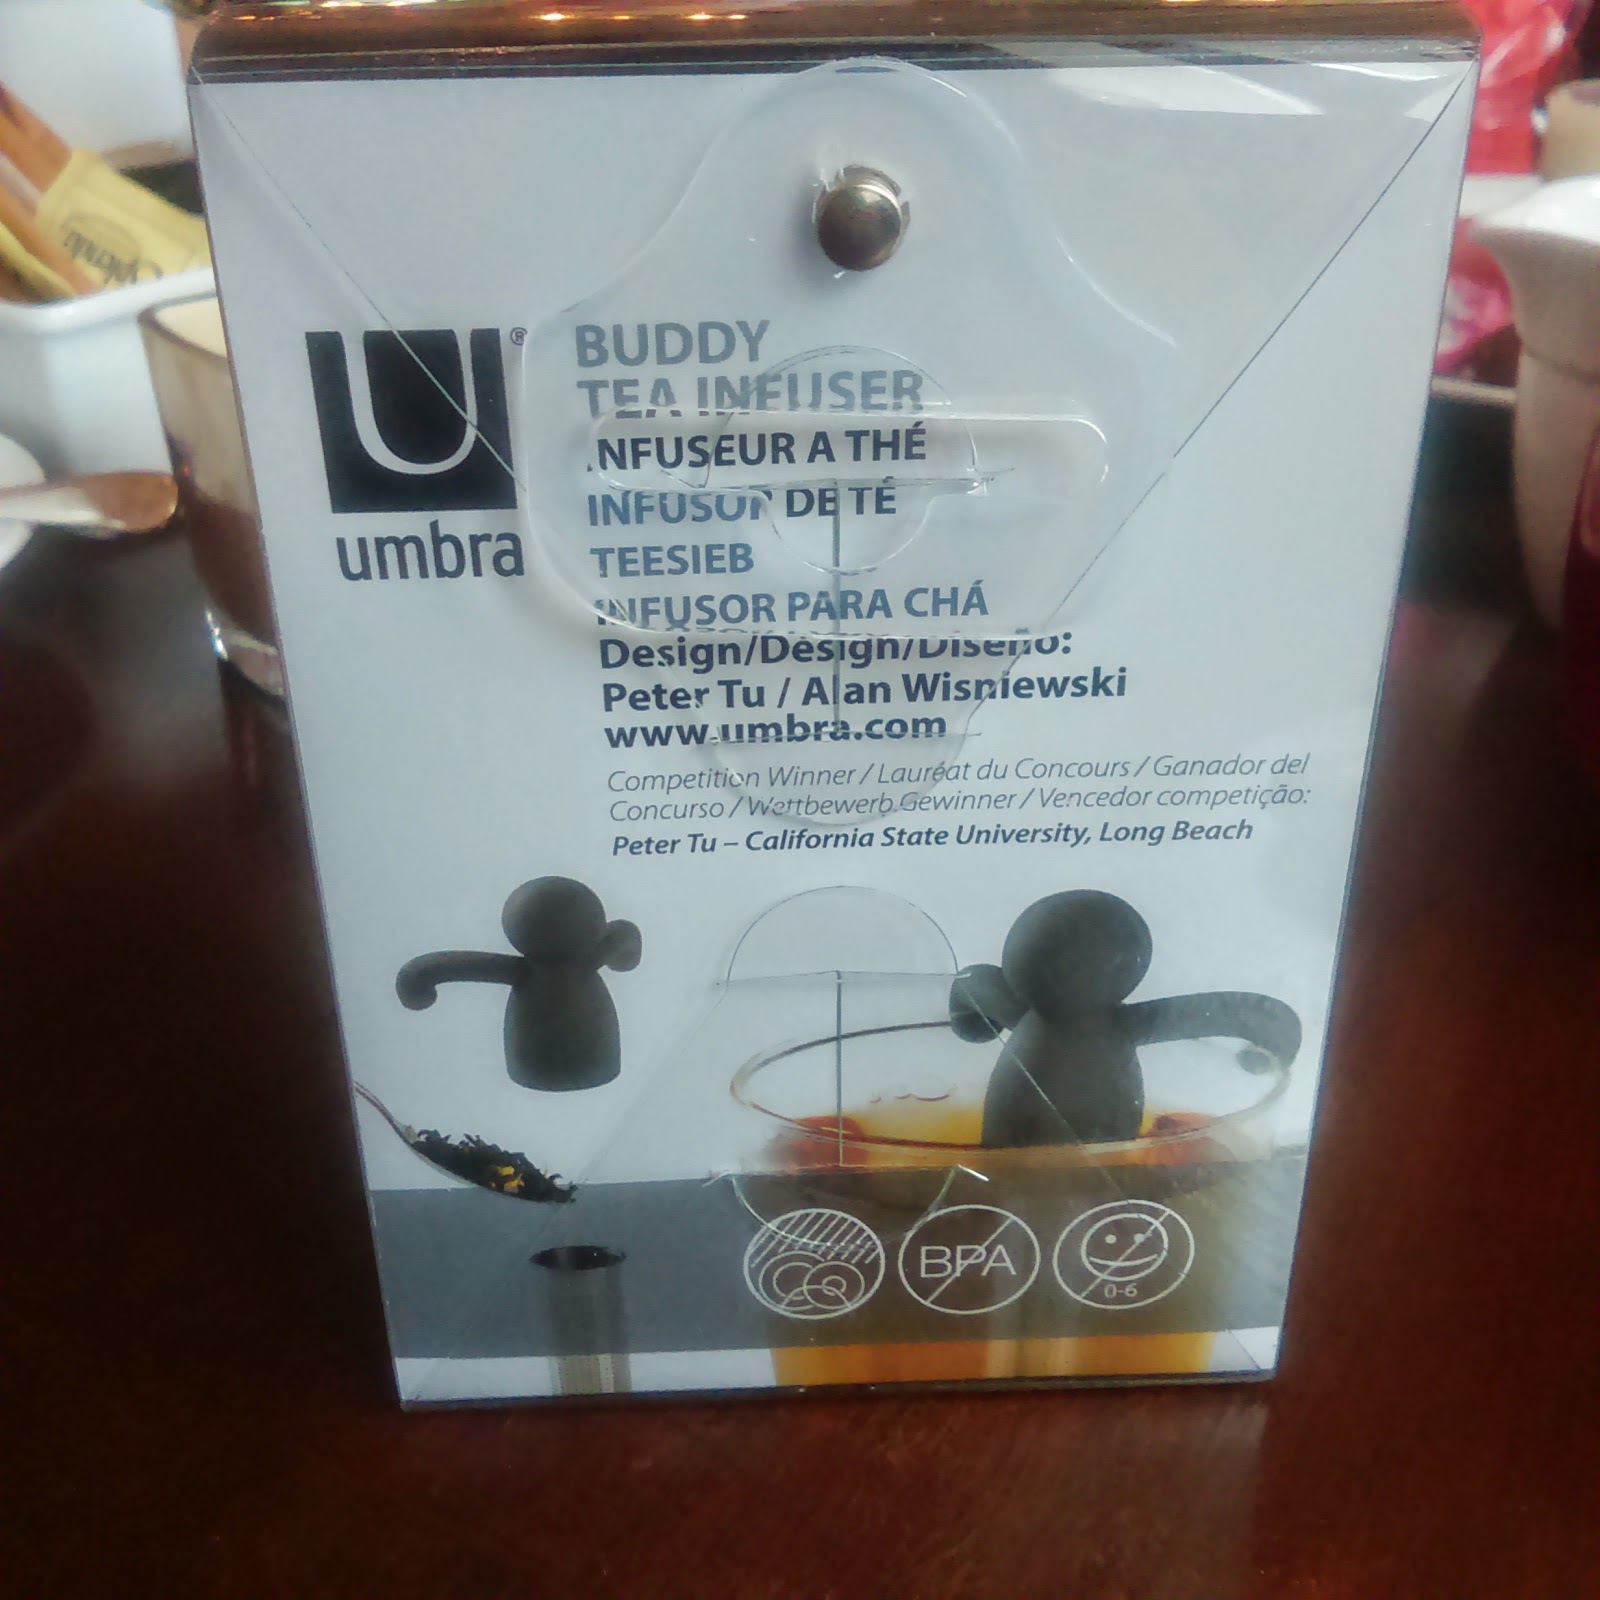 Splenda
U®
umbra
BUDDY
TEA INFUSER
INFUSEUR A THÉ
INFUSOR DE TÉ
TEESIEB
INFUSOR PARA CHÁ
Design/Design/Diseño:
Peter Tu / Alan Wisniewski
www.umbra.com
Competition Winner / Lauréat du Concours / Ganador del
Concurso / Wettbewerb Gewinner / Vencedor competição:
Peter Tu – California State University, Long Beach
BPA
0-6